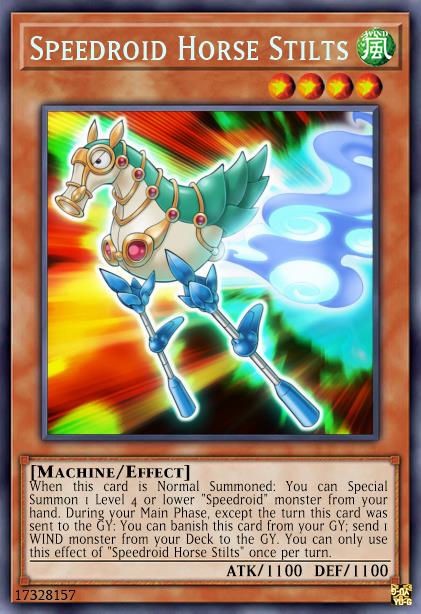 SPEEDROID HORSE STILTS
WIND
風
[MACHINE/EFFECT]
When this card is Normal Summoned: You can Special
Summon 1 Level 4 or lower "Speedroid" monster from your
hand. During your Main Phase, except the turn this card was
sent to the GY: You can banish this card from your GY; send 1
WIND monster from your Deck to the GY. You can only use
this effect of "Speedroid Horse Stilts" once per turn.
ATK/1100 DEF/1100
17328157